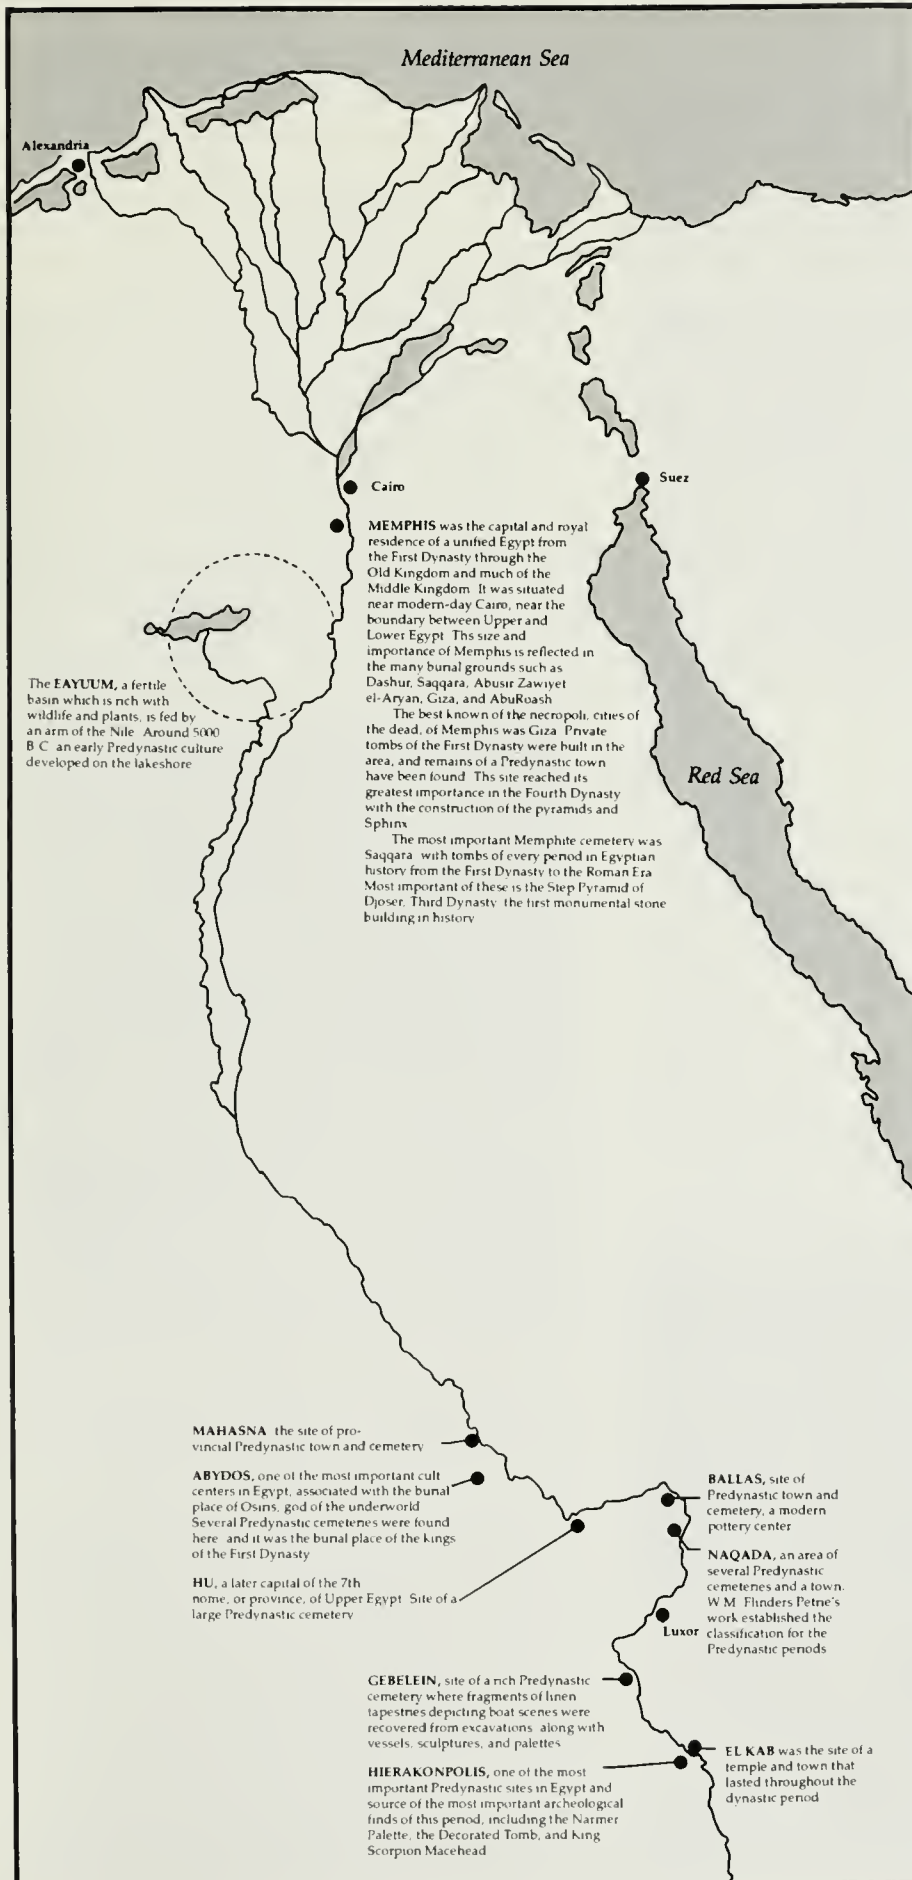 Mediterranean Sea
Alexandria
Cairo
Suez
MEMPHIS was the capital and royal
residence of a unified Egypt from
the First Dynasty through the
Old Kingdom and much of the
Middle Kingdom It was situated
near modern-day Cairo, near the
boundary between Upper and
Lower Egypt Ths size and
importance of Memphis is reflected in
the many burial grounds such as
Dashur, Saqqara, Abusir Zawiyet
el-Aryan, Giza, and AbuRoash
The best known of the necropoli, cities of
the dead, of Memphis was Giza Private
tombs of the First Dynasty were built in the
area, and remains of a Predynastic town
have been found Ths site reached its
greatest importance in the Fourth Dynasty
with the construction of the pyramids and
Sphinx
The most important Memphite cemetery was
Saqqara with tombs of every period in Egyptian
history from the First Dynasty to the Roman Era
Most important of these is the Step Pyramid of
Djoser, Third Dynasty the first monumental stone
building in history
The EAYUUM, a fertile
basin which is rich with
wildlife and plants, is fed by
an arm of the Nile Around 5000
B C an early Predynastic culture
developed on the lakeshore
Red Sea
MAHASNA the site of pro-
vincial Predynastic town and cemetery
ABYDOS, one of the most important cult
centers in Egypt, associated with the burial
place of Osiris, god of the underworld
Several Predynastic cemeteries were found
here and it was the burial place of the kings
of the First Dynasty
HU, a later capital of the 7th
nome, or province, of Upper Egypt Site of a
large Predynastic cemetery
BALLAS, site of
Predynastic town and
cemetery, a modern
pottery center
NAQADA, an area of
several Predynastic
cemeteries and a town.
W M Flinders Petrie's
work established the
classification for the
Predynastic periods
Luxor
GEBELEIN, site of a rich Predynastic
cemetery where fragments of linen
tapestries depicting boat scenes were
recovered from excavations along with
vessels, sculptures, and palettes
HIERAKONPOLIS, one of the most
important Predynastic sites in Egypt and
source of the most important archeological
finds of this period, including the Narmer
Palette, the Decorated Tomb, and King
Scorpion Macehead
EL KAB was the site of a
temple and town that
lasted throughout the
dynastic period